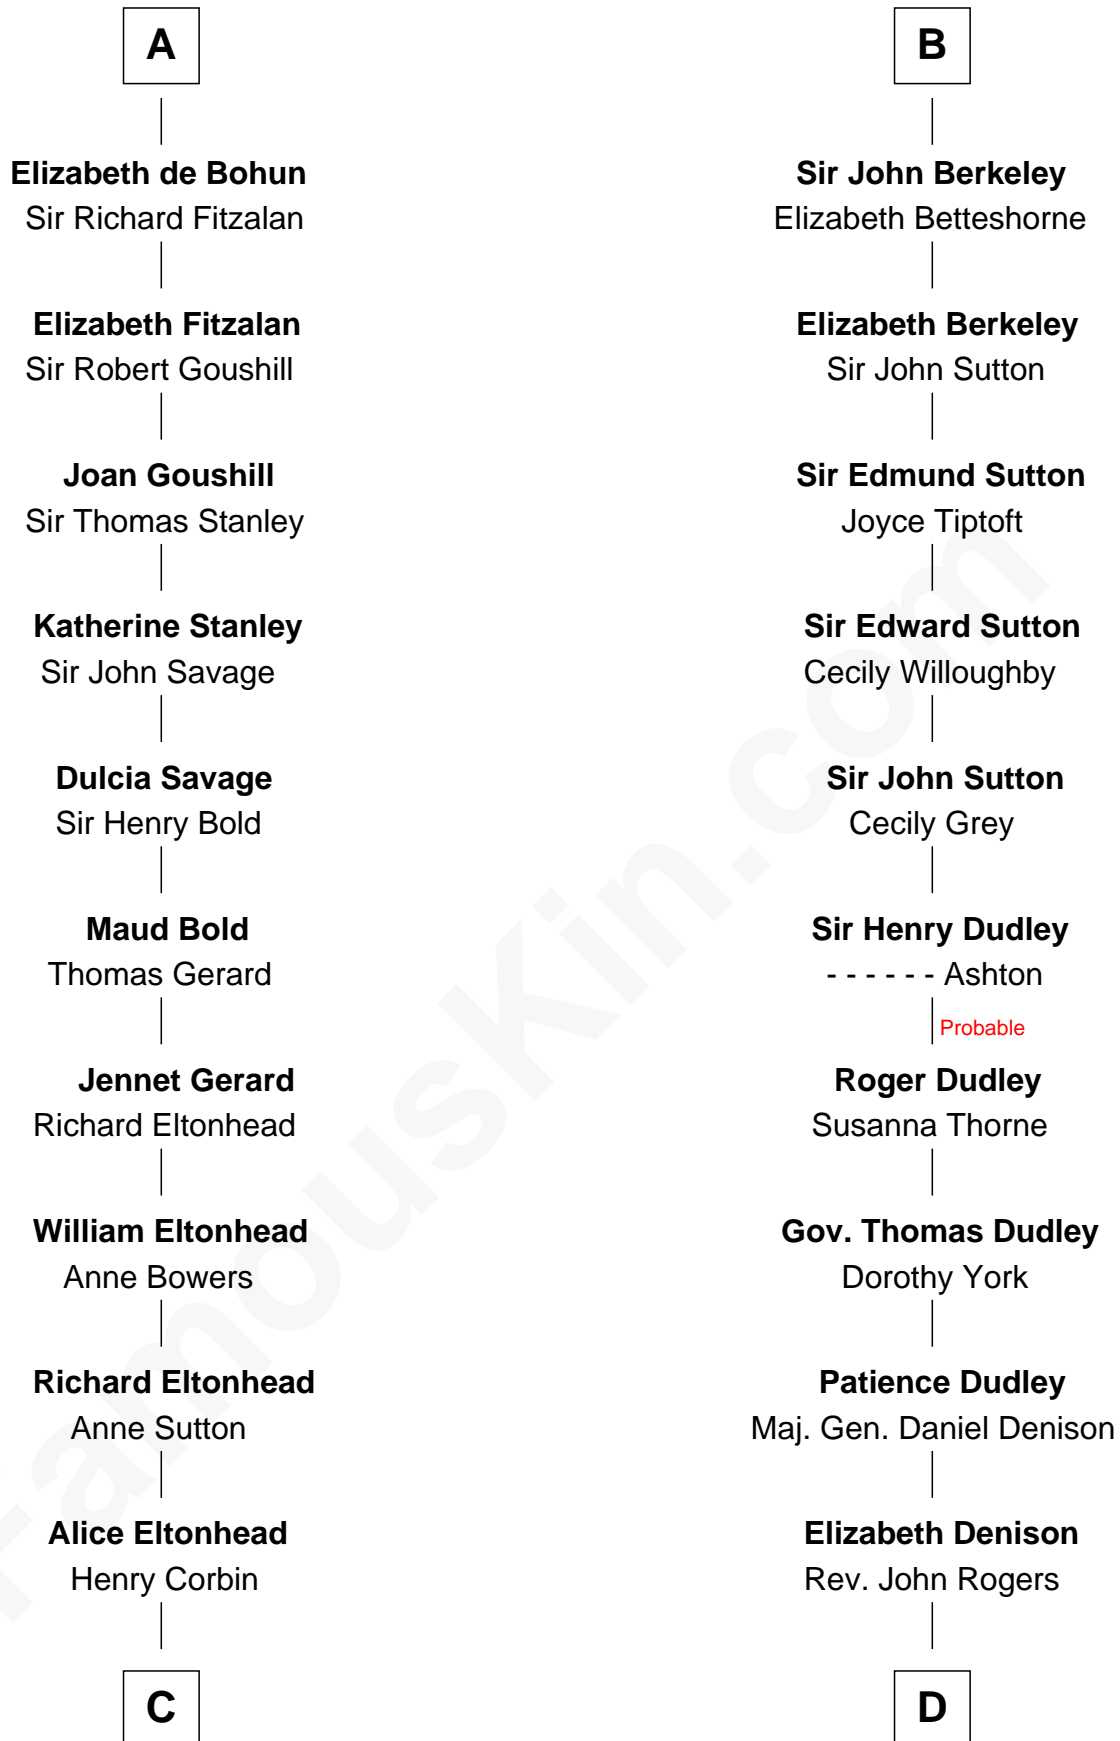 A
Elizabeth de Bohun
Sir Richard Fitzalan
Elizabeth Fitzalan
Sir Robert Goushill
Joan Goushill
Sir Thomas Stanley
Katherine Stanley
Sir John Savage
Dulcia Savage
Sir Henry Bold
Maud Bold
Thomas Gerard
Jennet Gerard
Richard Eltonhead
William Eltonhead
Anne Bowers
Richard Eltonhead
Anne Sutton
Alice Eltonhead
Henry Corbin
C
B
Sir John Berkeley
Elizabeth Betteshorne
Elizabeth Berkeley
Sir John Sutton
Sir Edmund Sutton
Joyce Tiptoft
Sir Edward Sutton
Cecily Willoughby
Sir John Sutton
Cecily Grey
Sir Henry Dudley
- - - - - - Ashton
Probable
Roger Dudley
Susanna Thorne
Gov. Thomas Dudley
Dorothy York
Patience Dudley
Maj. Gen. Daniel Denison
Elizabeth Denison
Rev. John Rogers
D
FamousKin.com